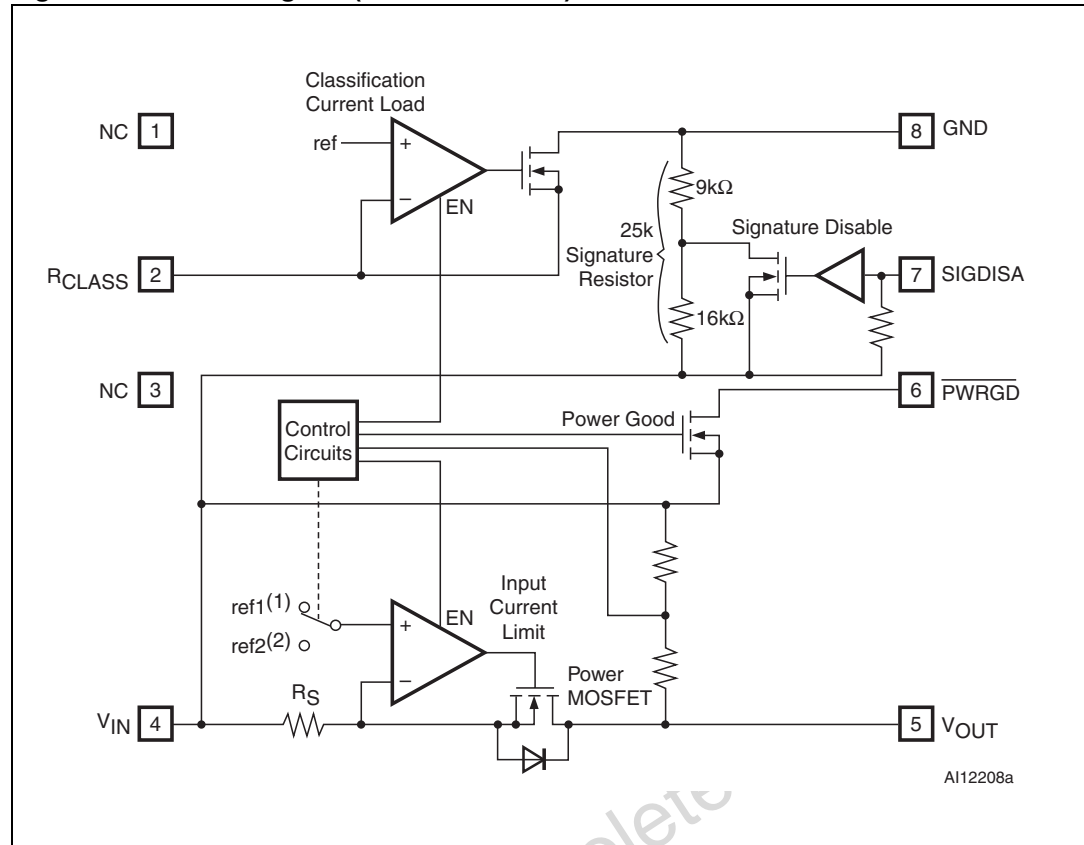 Classification
Current Load
NC 1
ref
+
−
EN
8 GND
9kΩ
25k
Signature
Resistor
Signature Disable
RCLASS 2
7 SIGDISA
16kΩ
NC 3
6 PWRGD
Power Good
Control
Circuits
ref1(1)
ref2(2)
+
−
EN
Input
Current
Limit
RS
Power
MOSFET
VIN 4
5 VOUT
AI12208a